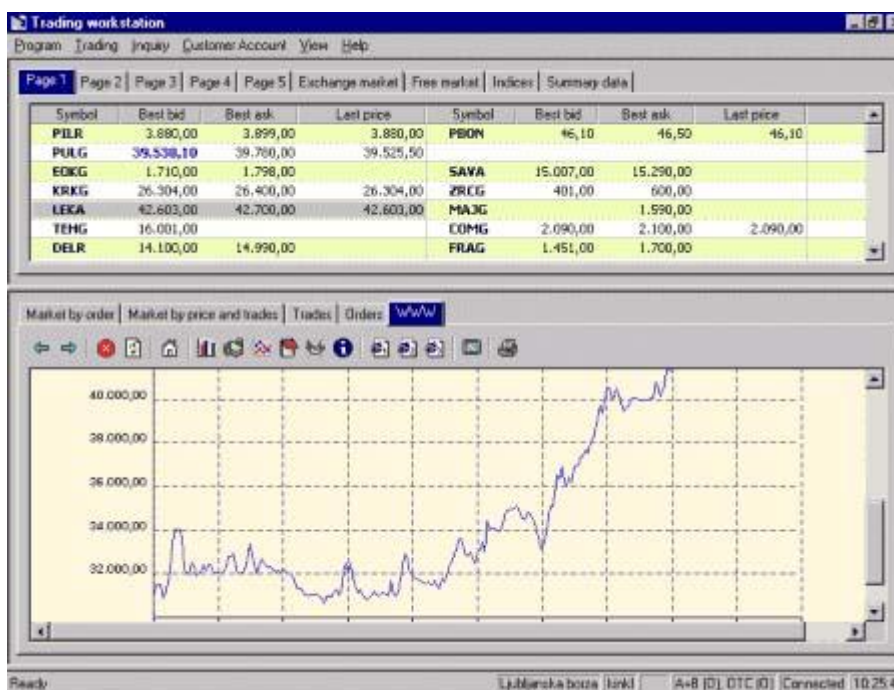 Trading workstation
Program Trading Inquiry Customer Account View Help
Page 1 Page 2 Page 3 Page 4 Page 5 Exchange market Free market Indices Summary data
Symbol Best bid Best ask Last price Symbol Best bid Best ask Last price
PILR 3.880,00 3.899,00 3.880,00 PBON 46,10 46,50 46,10
PULG 39.530,10 39.780,00 39.525,50
EOKG 1.710,00 1.798,00 SAVA 15.007,00 15.290,00
KRKG 26.304,00 26.400,00 26.304,00 ZRCG 401,00 600,00
LEKA 42.603,00 42.700,00 42.603,00 MAJG 1.590,00
TEHG 16.001,00 COMG 2.090,00 2.100,00 2.090,00
DELR 14.100,00 14.990,00 FRAG 1.451,00 1.700,00
Market by order Market by price and trades Trades Orders WWW
40.000,00
38.000,00
36.000,00
34.000,00
32.000,00
Ready Ljubljanska borza A+B (O), OTC (O) Connected 10:25